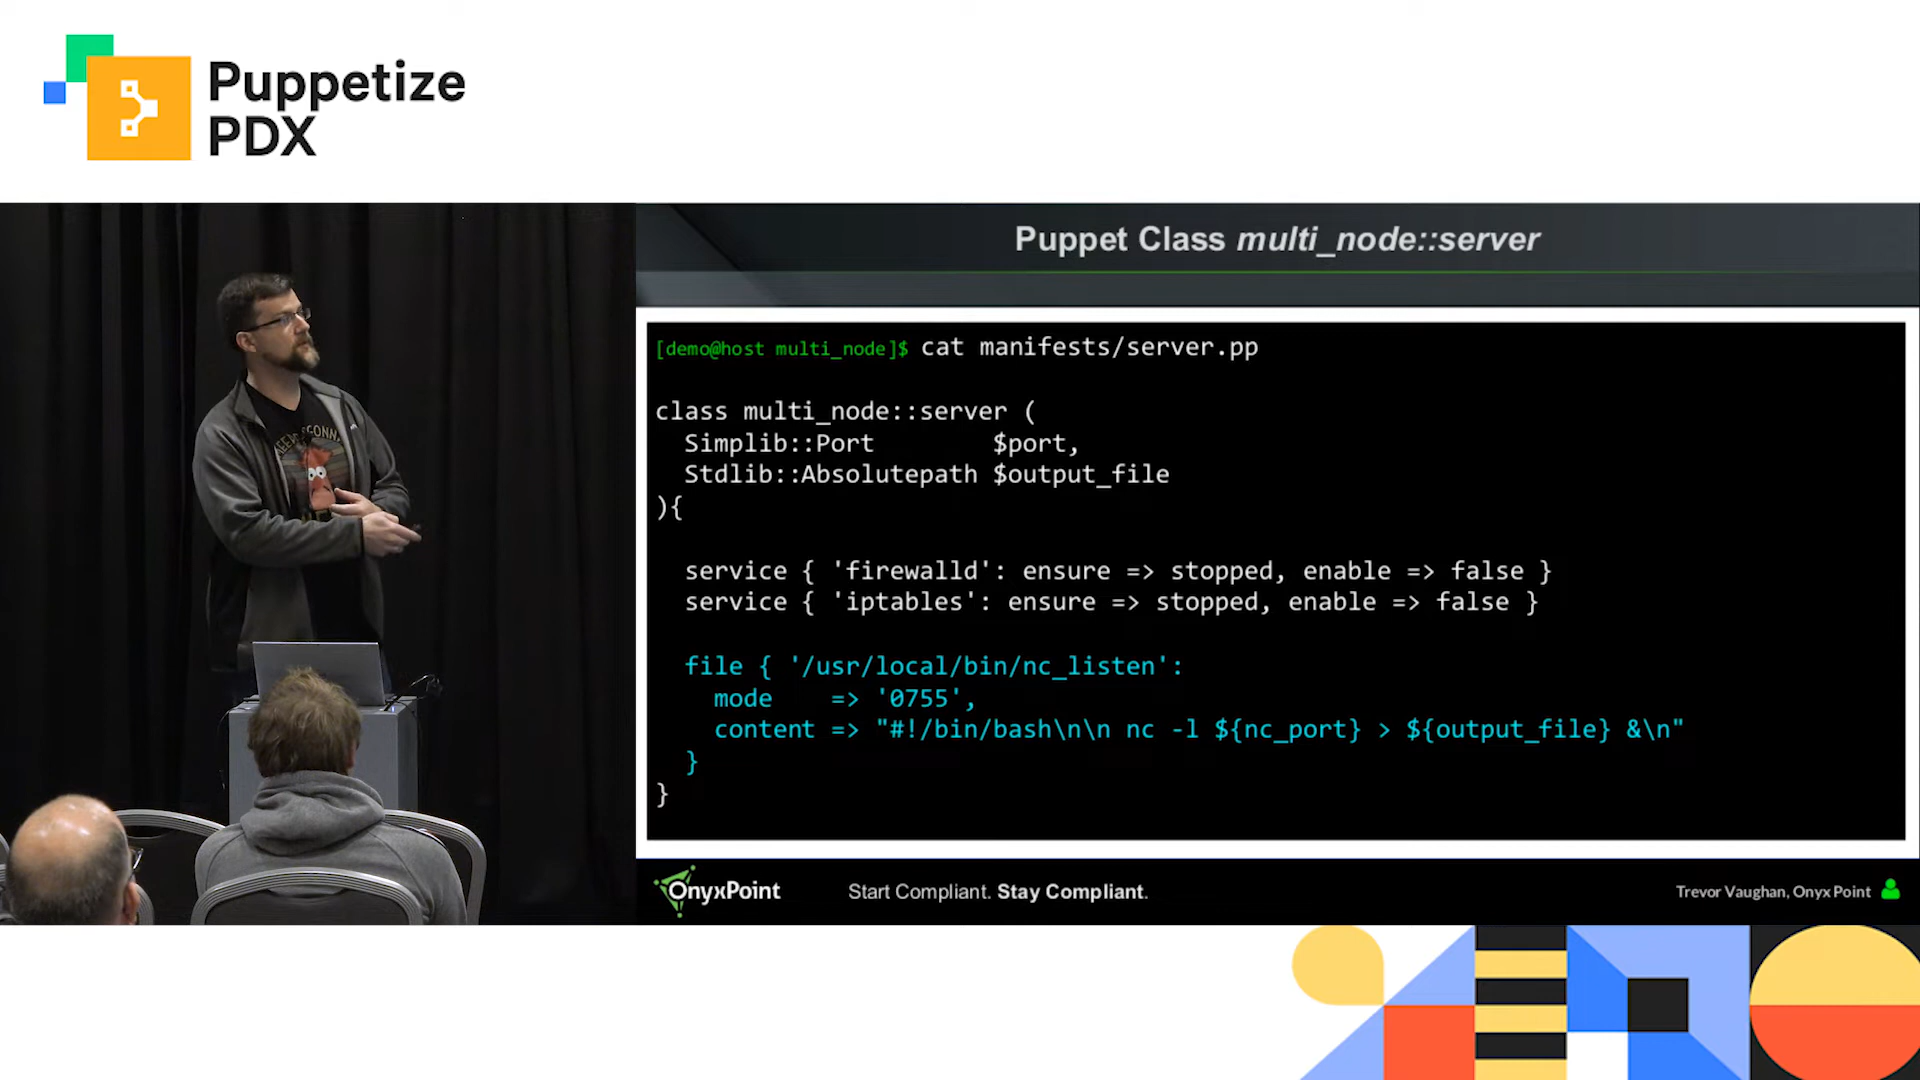 Puppetize
PDX
Puppet Class multi_node::server
[demo@host multi_node]$ cat manifests/server.pp
class multi_node::server (
  Simplib::Port        $port,
  Stdlib::Absolutepath $output_file
){
  service { 'firewalld': ensure => stopped, enable => false }
  service { 'iptables': ensure => stopped, enable => false }
  file { '/usr/local/bin/nc_listen':
    mode    => '0755',
    content => "#!/bin/bash\n\n nc -l ${nc_port} > ${output_file} &\n"
  }
}
OnyxPoint
Start Compliant. Stay Compliant.
Trevor Vaughan, Onyx Point